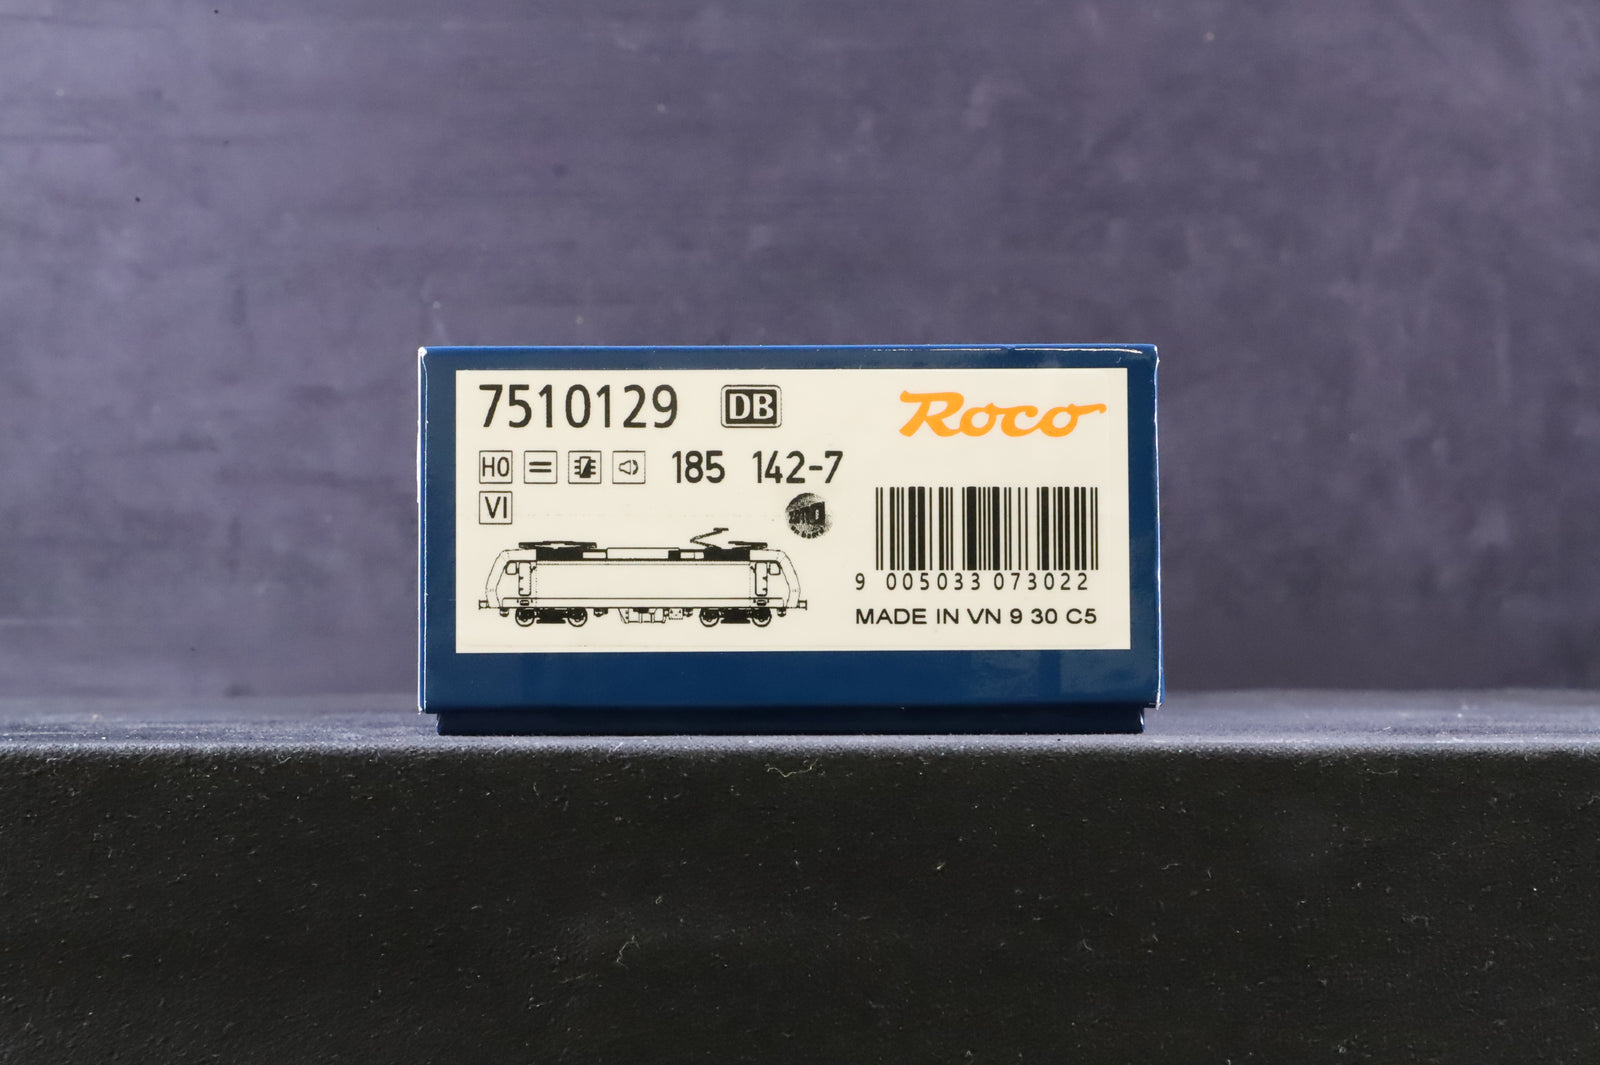 7510129 DB Roco
H0 185 142-7
VI
9 005033 073022
MADE IN VN 9 30 C5